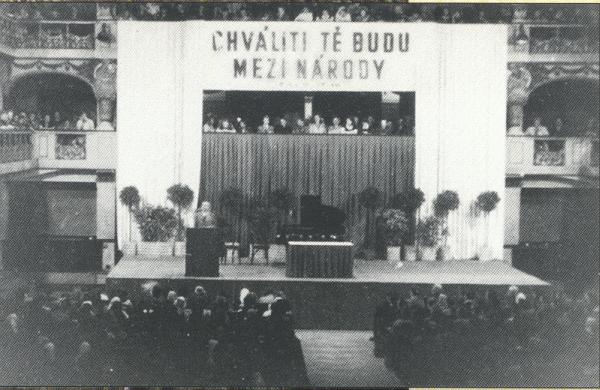 CHVÁLITI TĚ BUDU
MEZI NÁRODY